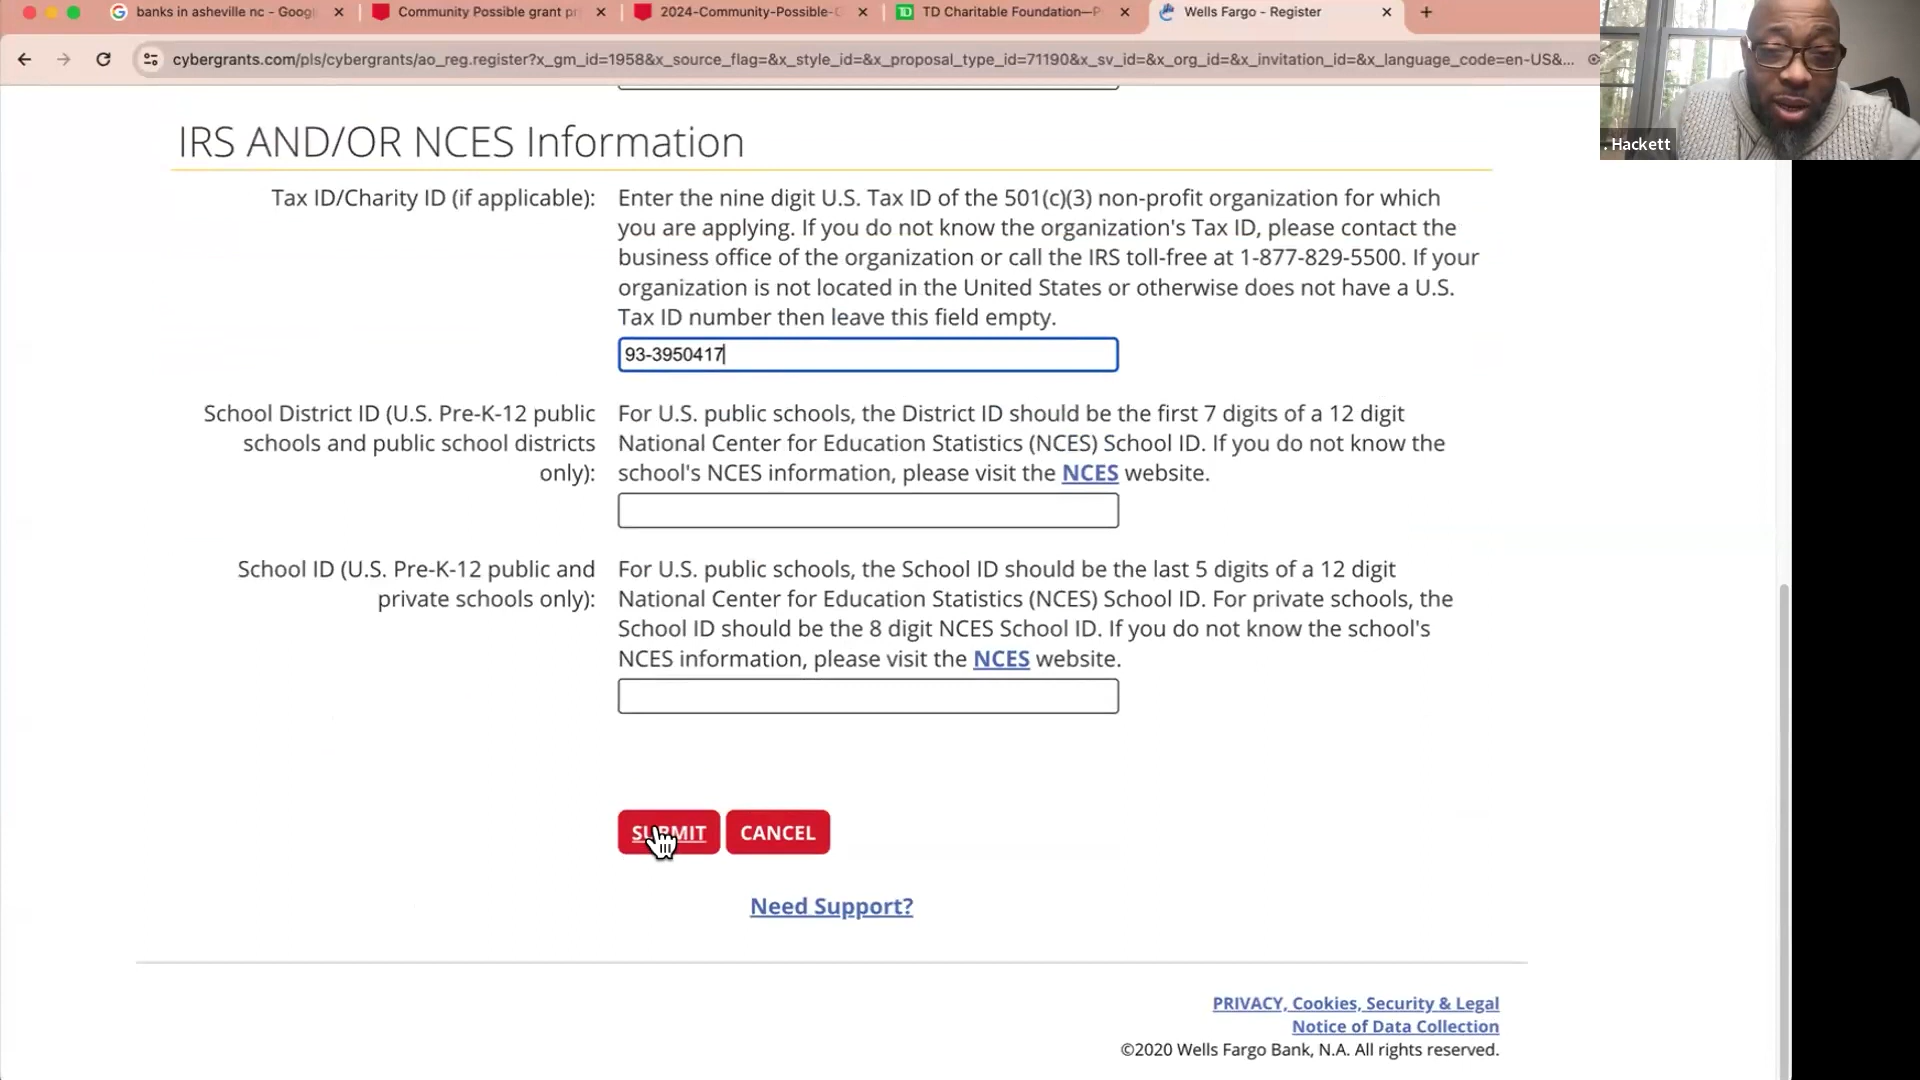 banks in asheville nc - Googl
Community Possible grant pr
2024-Community-Possible-G
TD Charitable Foundation—P
Wells Fargo - Register
cybergrants.com/pls/cybergrants/ao_reg.register?x_gm_id=1958&x_source_flag=&x_style_id=&x_proposal_type_id=71190&x_sv_id=&x_org_id=&x_invitation_id=&x_language_code=en-US&...
. Hackett
IRS AND/OR NCES Information
Tax ID/Charity ID (if applicable):
Enter the nine digit U.S. Tax ID of the 501(c)(3) non-profit organization for which
you are applying. If you do not know the organization's Tax ID, please contact the
business office of the organization or call the IRS toll-free at 1-877-829-5500. If your
organization is not located in the United States or otherwise does not have a U.S.
Tax ID number then leave this field empty.
93-3950417
School District ID (U.S. Pre-K-12 public
schools and public school districts
only):
For U.S. public schools, the District ID should be the first 7 digits of a 12 digit
National Center for Education Statistics (NCES) School ID. If you do not know the
school's NCES information, please visit the NCES website.
School ID (U.S. Pre-K-12 public and
private schools only):
For U.S. public schools, the School ID should be the last 5 digits of a 12 digit
National Center for Education Statistics (NCES) School ID. For private schools, the
School ID should be the 8 digit NCES School ID. If you do not know the school's
NCES information, please visit the NCES website.
SUBMIT
CANCEL
Need Support?
PRIVACY, Cookies, Security & Legal
Notice of Data Collection
©2020 Wells Fargo Bank, N.A. All rights reserved.